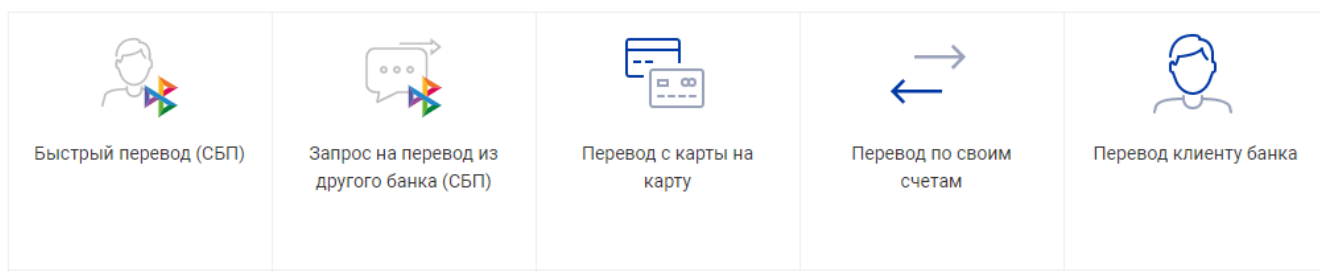 Быстрый перевод (СБП)
Запрос на перевод из
другого банка (СБП)
Перевод с карты на
карту
Перевод по своим
счетам
Перевод клиенту банка